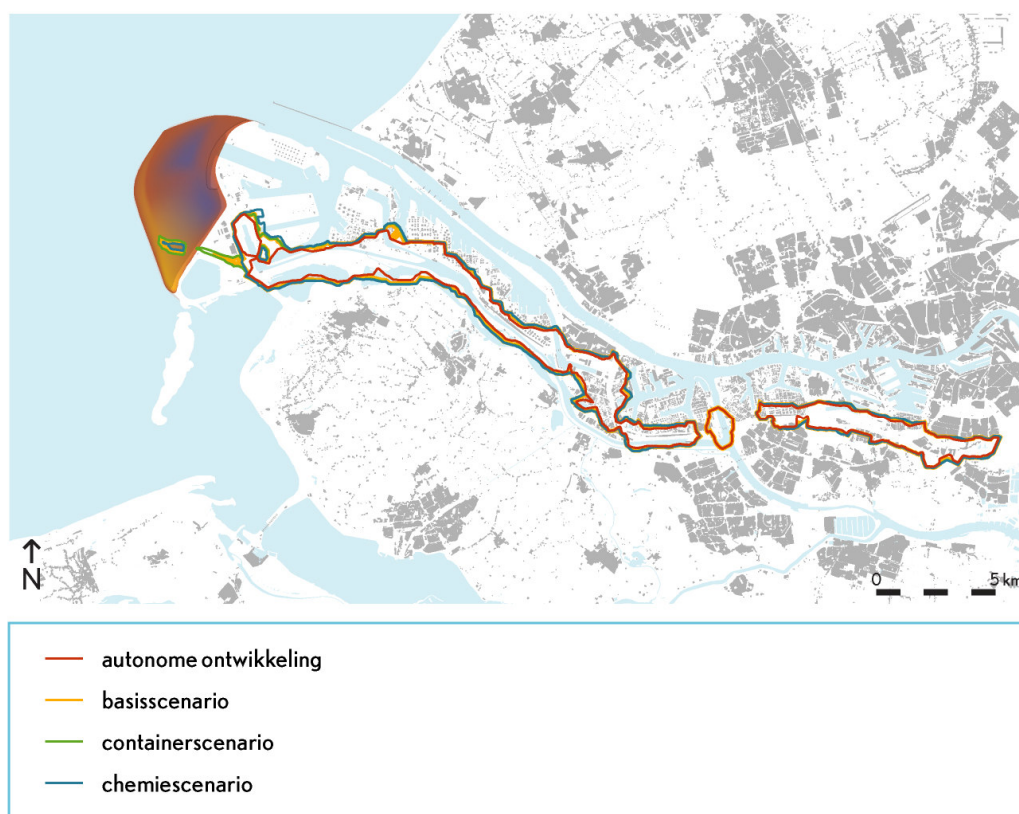 N
0 5 km
autonome ontwikkeling
basisscenario
containerscenario
chemiescenario